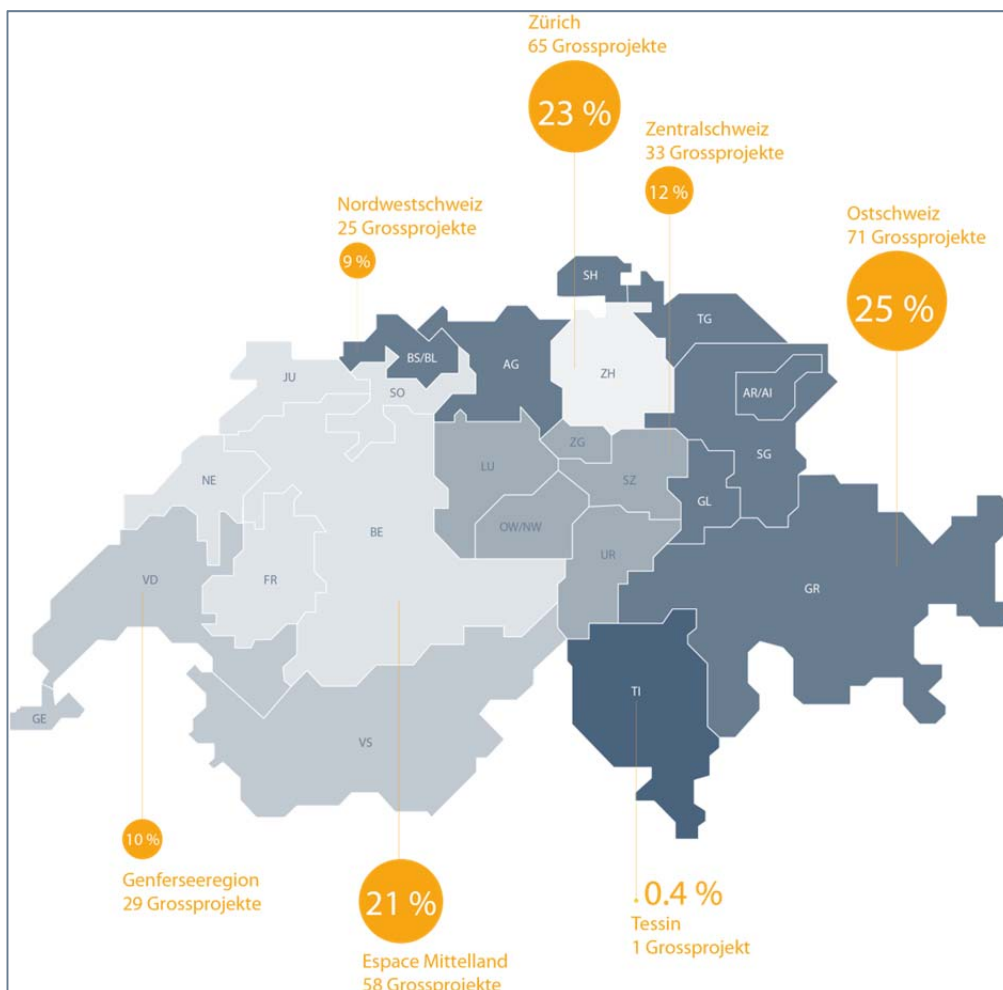 Zürich
65 Grossprojekte
23 %
Zentralschweiz
33 Grossprojekte
12 %
Nordwestschweiz
25 Grossprojekte
9 %
Ostschweiz
71 Grossprojekte
25 %
SH
TG
BS/BL
AG
ZH
JU
SO
AR/AI
ZG
LU
SZ
SG
NE
GL
OW/NW
BE
UR
VD
FR
GR
TI
GE
VS
10 %
Genferseeregion
29 Grossprojekte
21 %
Espace Mittelland
58 Grossprojekte
0.4 %
Tessin
1 Grossprojekt